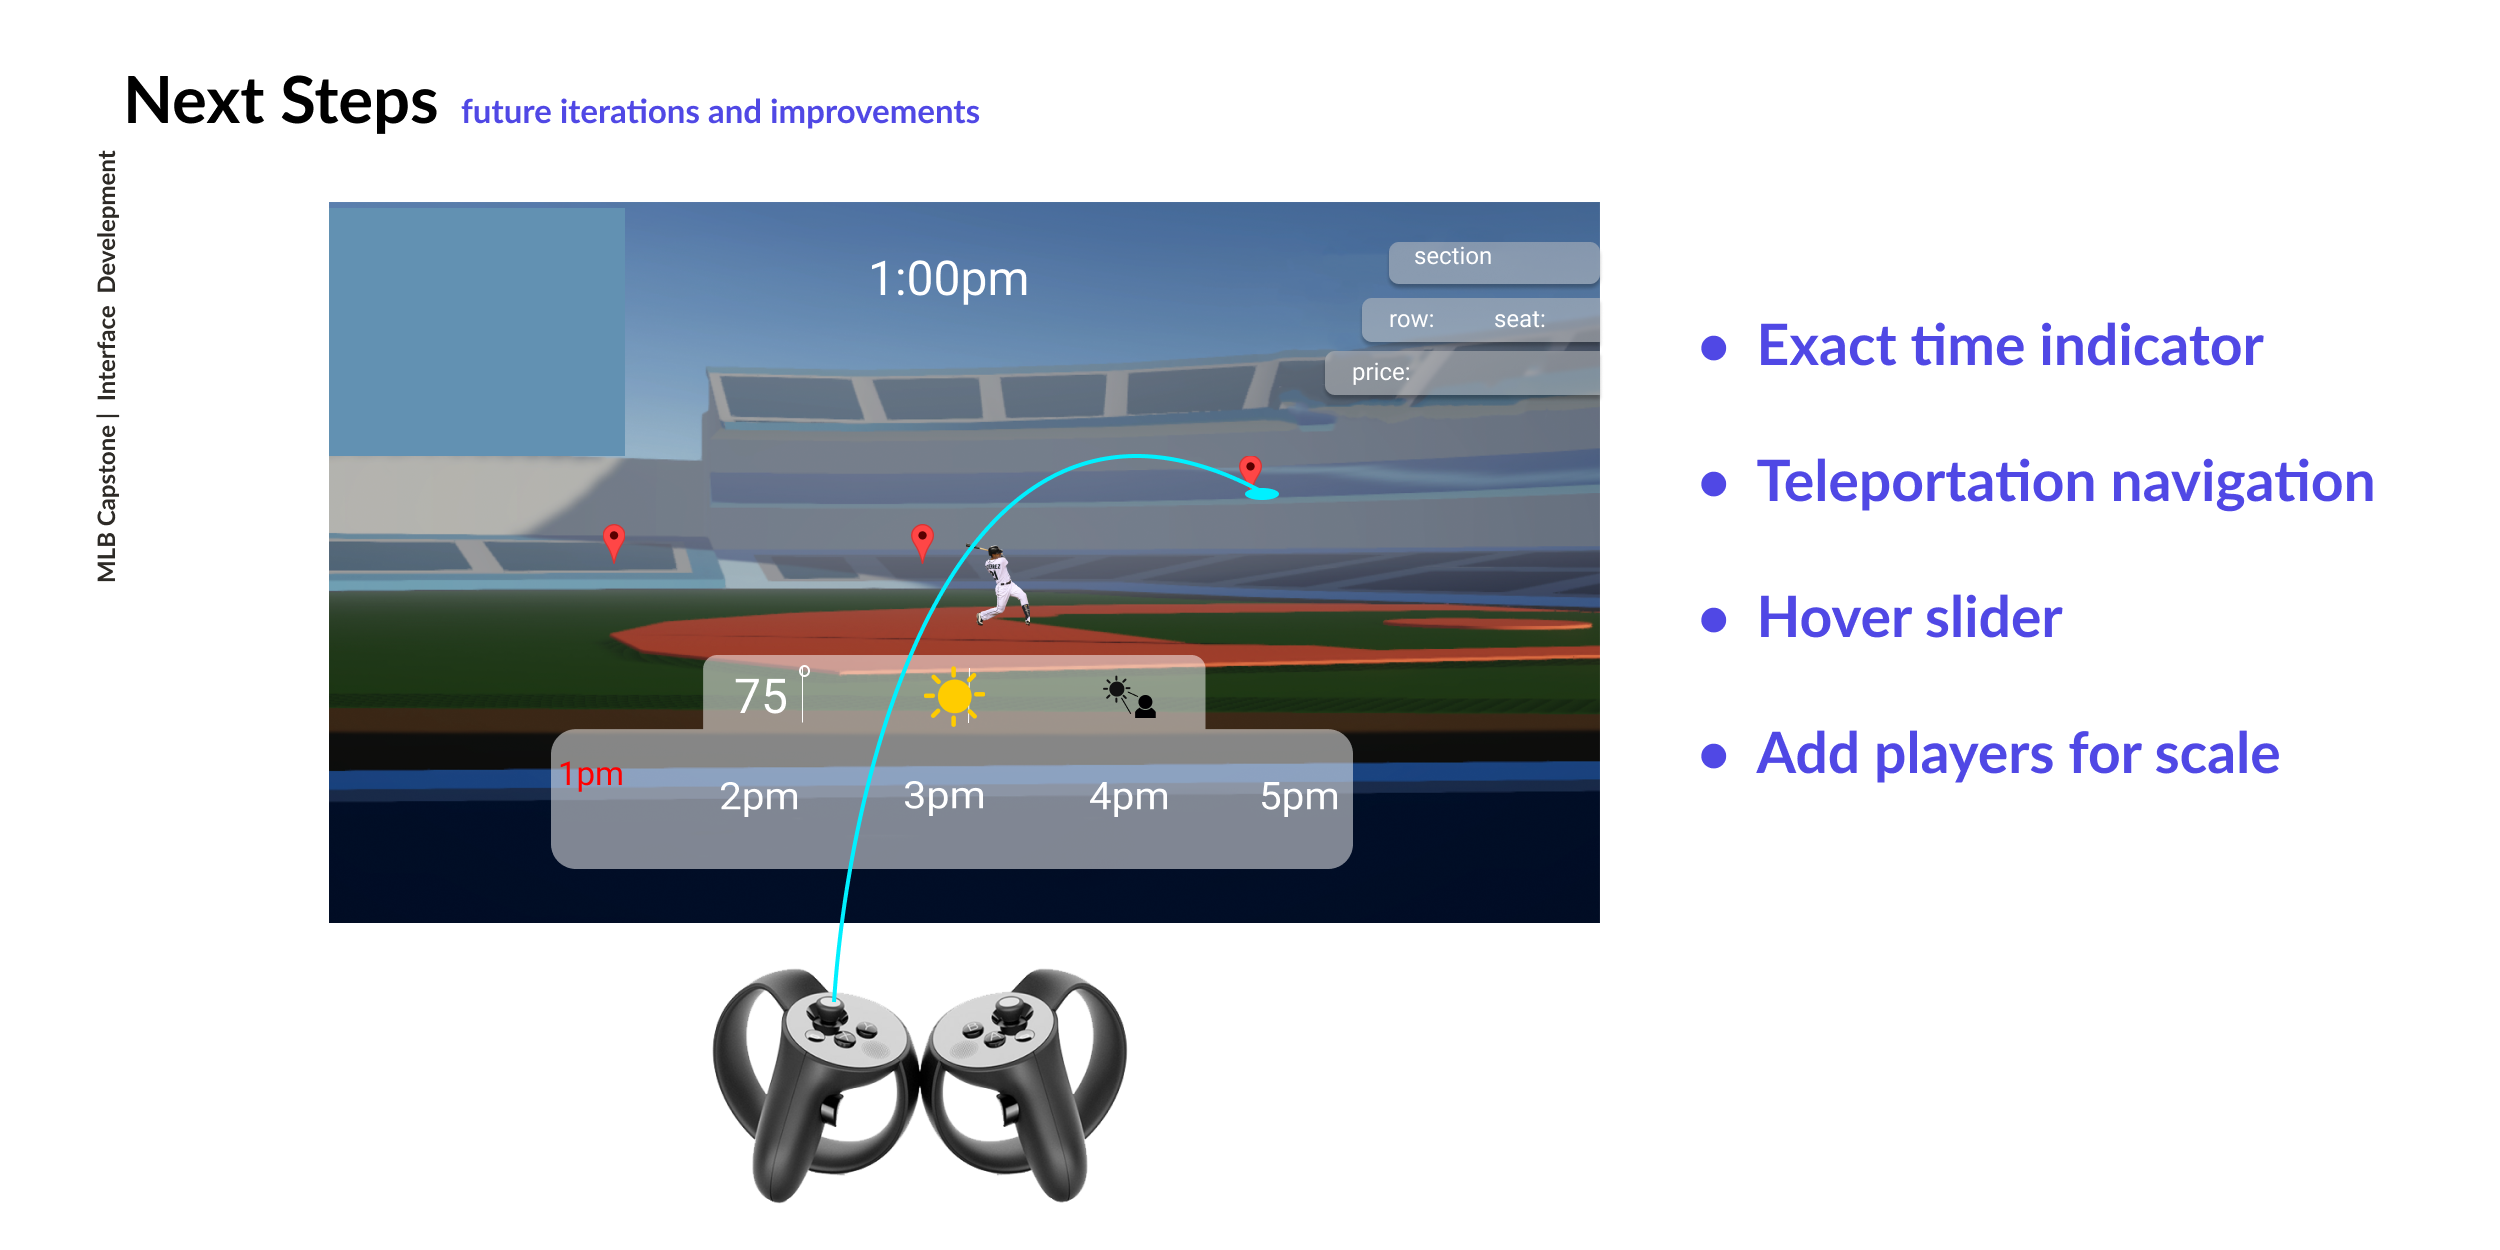 Next Steps future iterations and improvements
MLB Capstone | Interface Develepment
1:00pm
section
row: seat:
price:
75°
1pm
2pm
3pm
4pm
5pm
• Exact time indicator
• Teleportation navigation
• Hover slider
• Add players for scale